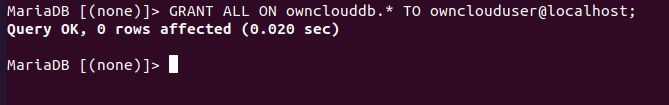 MariaDB [(none)]> GRANT ALL ON ownclouddb.* TO ownclouduser@localhost;
Query OK, 0 rows affected (0.020 sec)
MariaDB [(none)]>